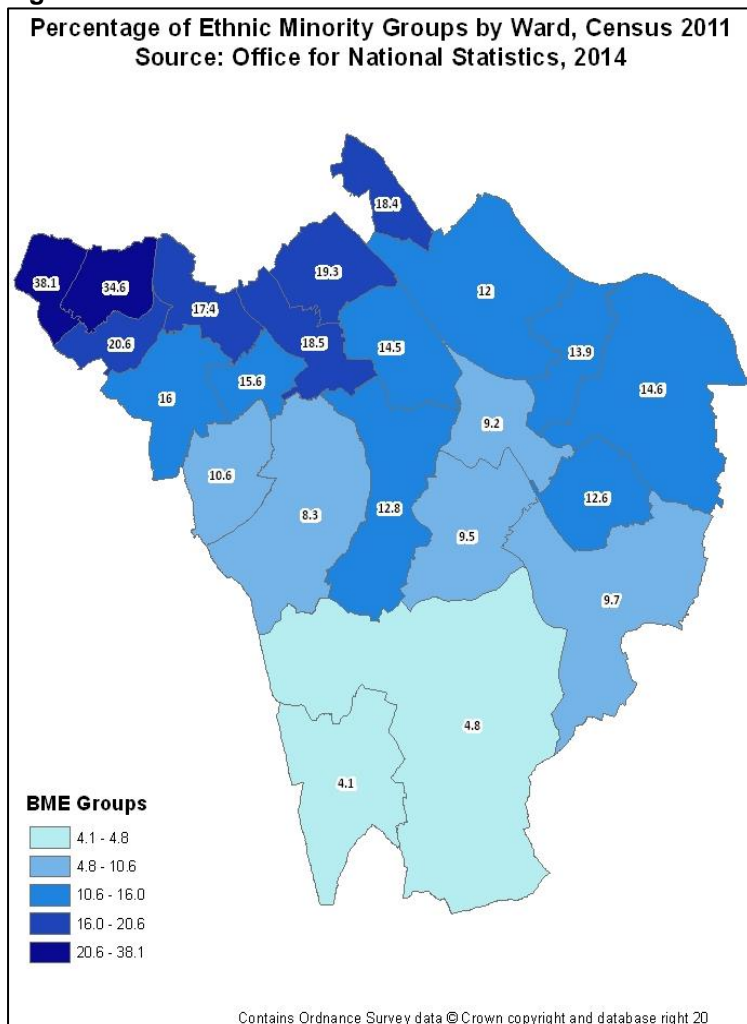 Percentage of Ethnic Minority Groups by Ward, Census 2011
Source: Office for National Statistics, 2014
18.4
19.3
38.1
34.6
12
17.4
18.5
20.6
14.5
13.9
15.6
14.6
16
9.2
10.6
12.6
12.8
8.3
9.5
9.7
4.8
4.1
BME Groups
4.1 - 4.8
4.8 - 10.6
10.6 - 16.0
16.0 - 20.6
20.6 - 38.1
Contains Ordnance Survey data © Crown copyright and database right 20